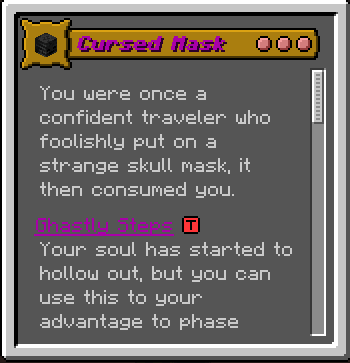 Cursed Mask
You were once a
confident traveler who
foolishly put on a
strange skull mask, it
then consumed you.
Ghastly Steps T
Your soul has started to
hollow out, but you can
use this to your
advantage to phase